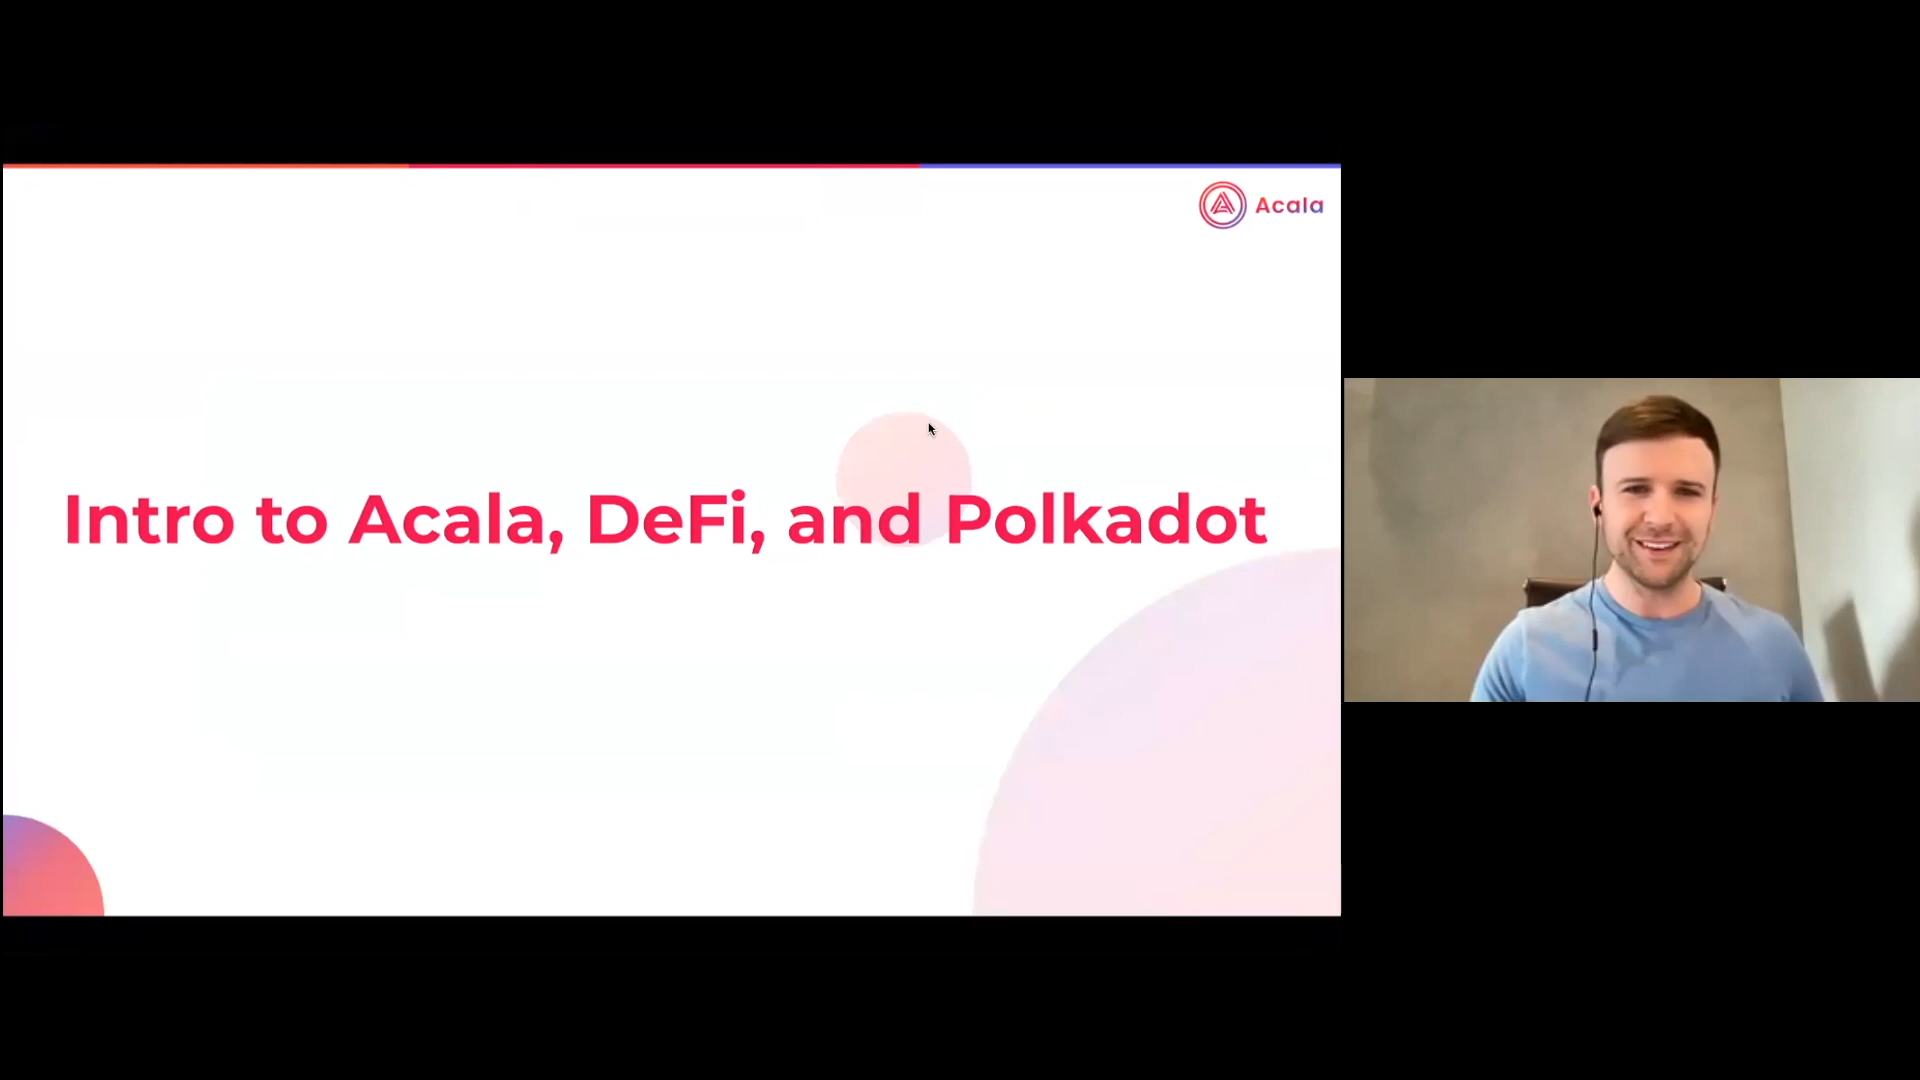 Acala
Intro to Acala, DeFi, and Polkadot